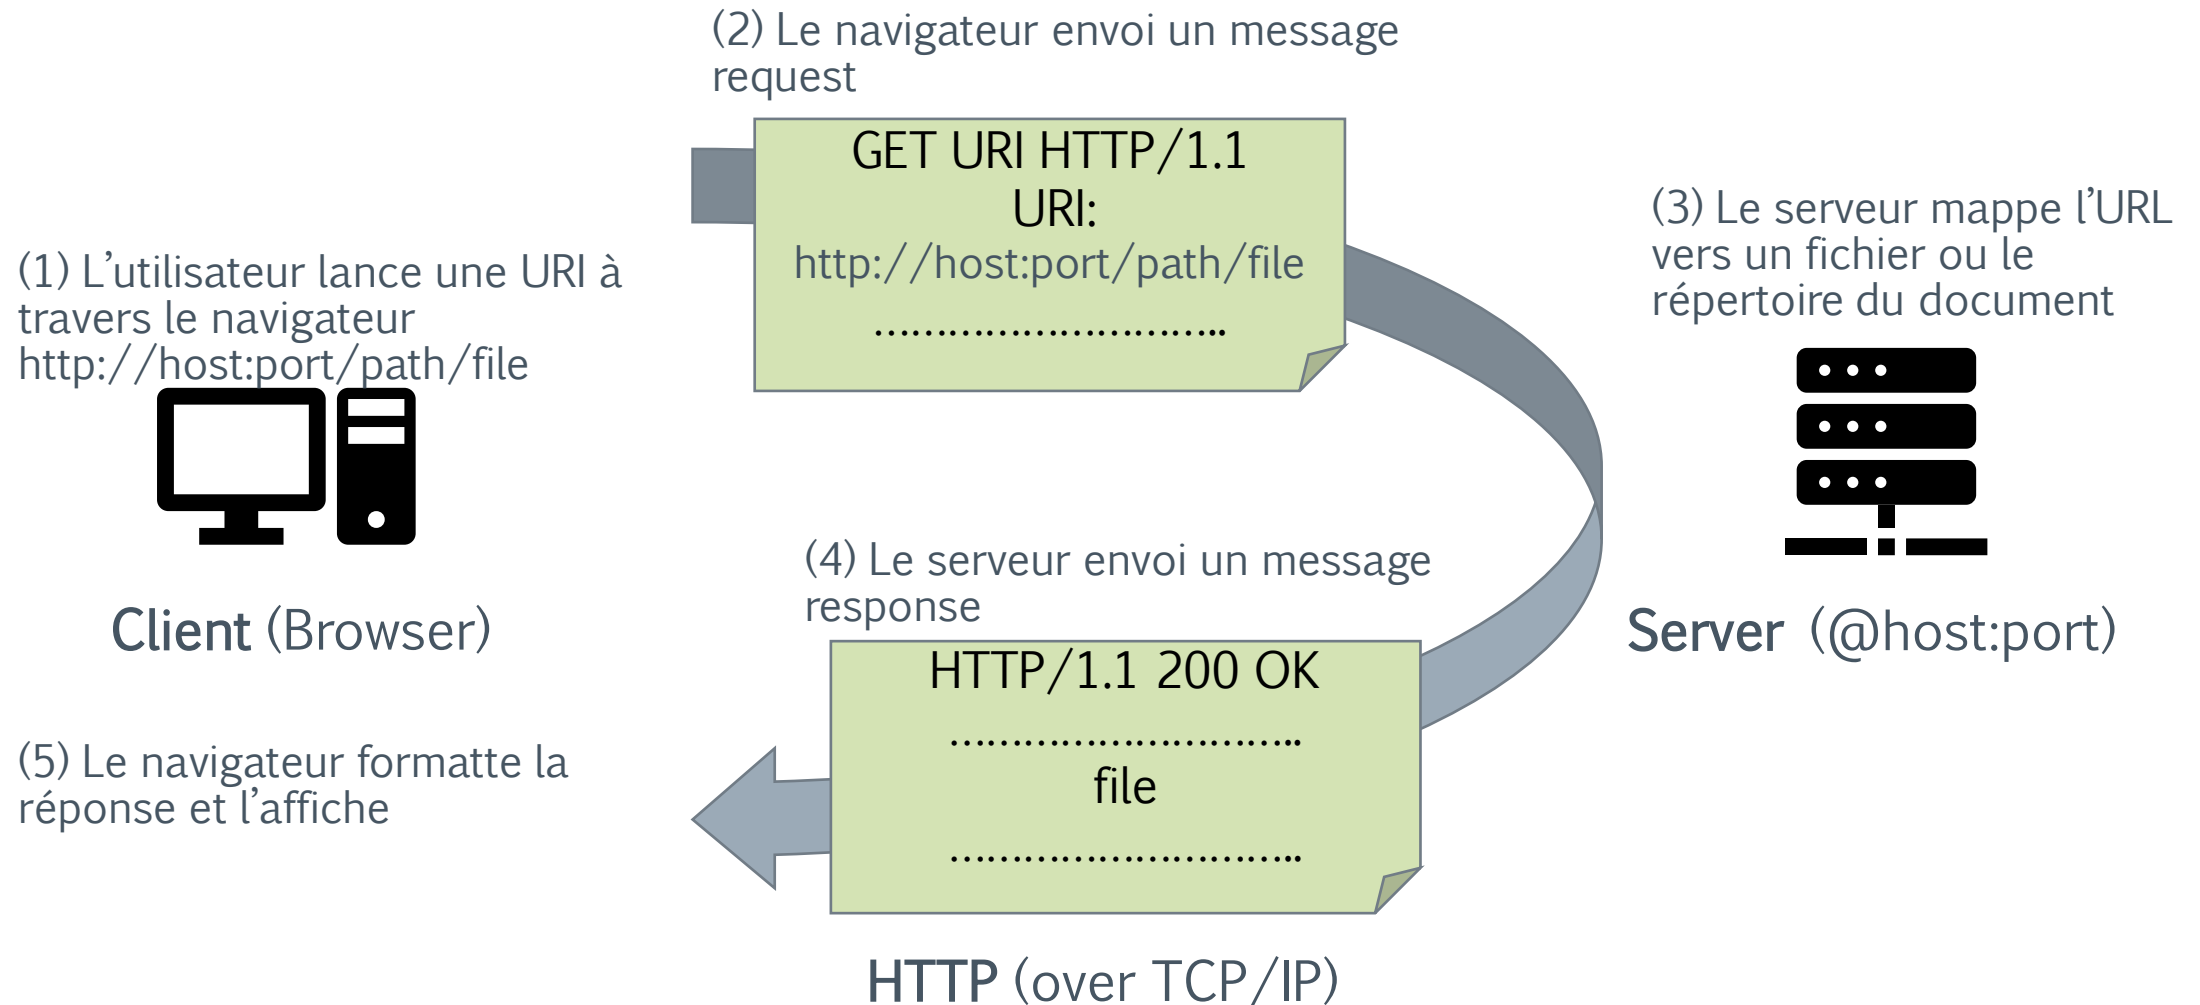 (1) L’utilisateur lance une URI à
travers le navigateur
http://host:port/path/file
Client (Browser)
(2) Le navigateur envoi un message
request
GET URI HTTP/1.1
URI:
http://host:port/path/file
………………………..
(3) Le serveur mappe l’URL
vers un fichier ou le
répertoire du document
Server (@host:port)
(4) Le serveur envoi un message
response
HTTP/1.1 200 OK
………………………..
file
………………………..
(5) Le navigateur formatte la
réponse et l’affiche
HTTP (over TCP/IP)